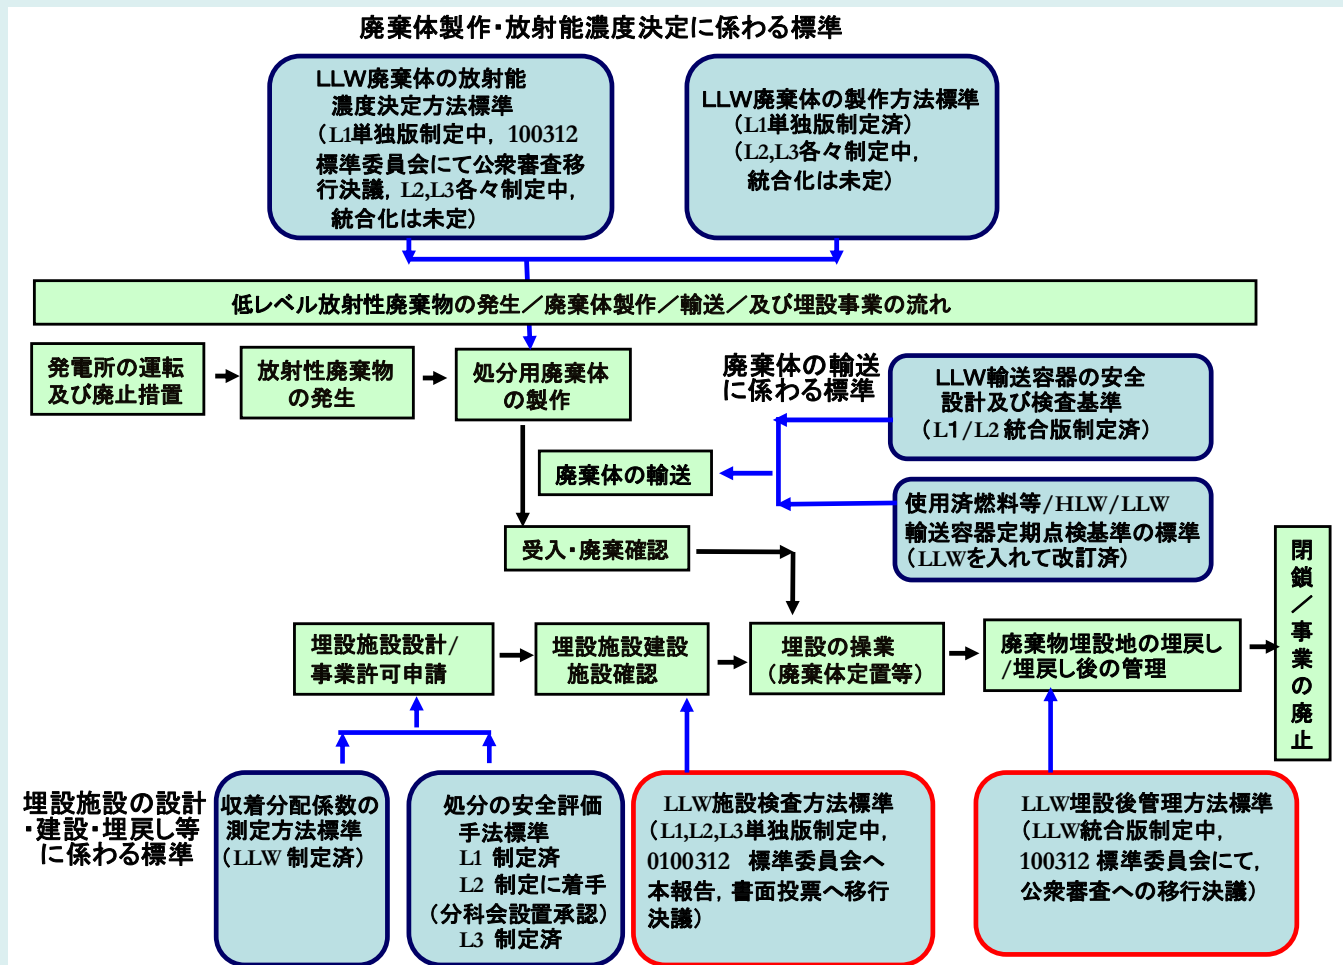 廃棄体製作・放射能濃度決定に係わる標準
LLW廃棄体の放射能
濃度決定方法標準
（L1単独版制定中，100312
標準委員会にて公衆審査移
行決議，L2,L3各々制定中，
統合化は未定）
LLW廃棄体の製作方法標準
（L1単独版制定済）
（L2,L3各々制定中，
統合化は未定）
低レベル放射性廃棄物の発生／廃棄体製作／輸送／及び埋設事業の流れ
発電所の運転
及び廃止措置
放射性廃棄物
の発生
処分用廃棄体
の製作
廃棄体の輸送
に係わる標準
LLW輸送容器の安全
設計及び検査基準
（L1/L2 統合版制定済）
廃棄体の輸送
使用済燃料等/HLW/LLW
輸送容器定期点検基準の標準
（LLWを入れて改訂済）
受入・廃棄確認
埋設施設設計/
事業許可申請
埋設施設建設
施設確認
埋設の操業
（廃棄体定置等）
廃棄物埋設地の埋戻し
/埋戻し後の管理
閉鎖／事業の廃止
埋設施設の設計
・建設・埋戻し等
に係わる標準
収着分配係数の
測定方法標準
（LLW 制定済）
処分の安全評価
手法標準
L1 制定済
L2 制定に着手
（分科会設置承認）
L3 制定済
LLW施設検査方法標準
（L1,L2,L3単独版制定中，
0100312 標準委員会へ
本報告，書面投票へ移行
決議）
LLW埋設後管理方法標準
（LLW統合版制定中，
100312 標準委員会にて，
公衆審査への移行決議）